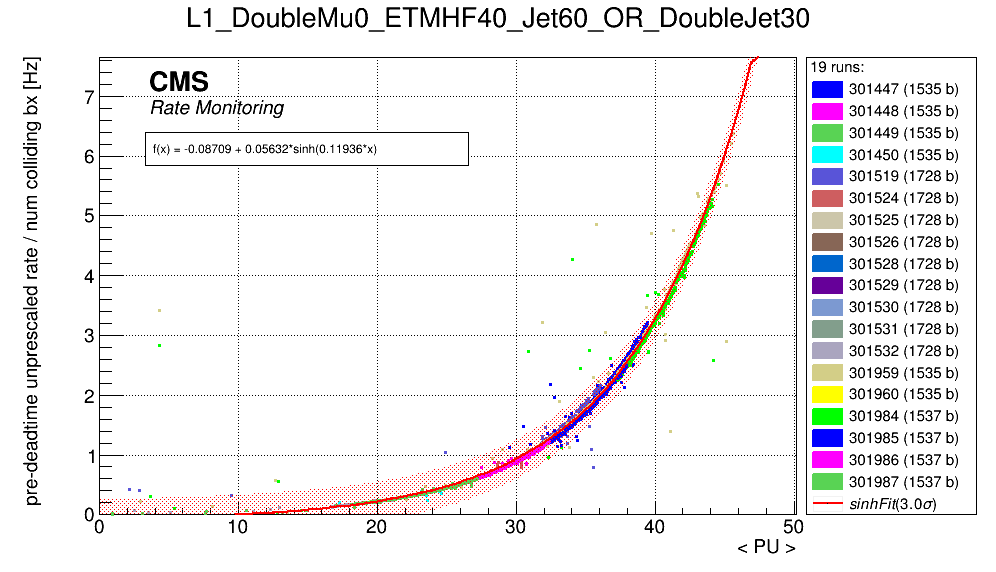 L1_DoubleMu0_ETMHF40_Jet60_OR_DoubleJet30
pre-deadtime unprescaled rate / num colliding bx [Hz]
CMS
Rate Monitoring
f(x) = -0.08709 + 0.05632*sinh(0.11936*x)
7
6
5
4
3
2
1
0
0 10 20 30 40 50
< PU >
19 runs:
301447 (1535 b)
301448 (1535 b)
301449 (1535 b)
301450 (1535 b)
301519 (1728 b)
301524 (1728 b)
301525 (1728 b)
301526 (1728 b)
301528 (1728 b)
301529 (1728 b)
301530 (1728 b)
301531 (1728 b)
301532 (1728 b)
301959 (1535 b)
301960 (1535 b)
301984 (1537 b)
301985 (1537 b)
301986 (1537 b)
301987 (1537 b)
sinhFit(3.0σ)